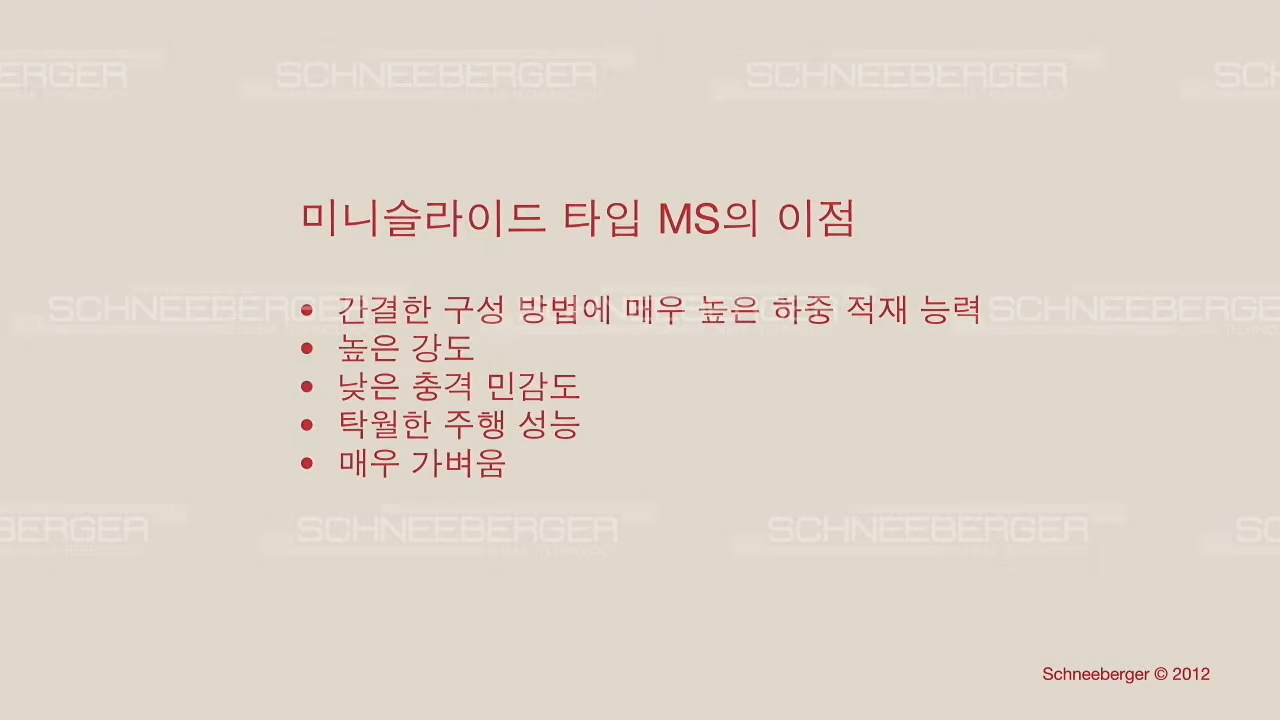 SCHNEEBERGER SCHNEEBERGER SCHNEEBERGER
미니슬라이드 타입 MS의 이점
• 간결한 구성 방법에 매우 높은 하중 적재 능력
• 높은 강도
• 낮은 충격 민감도
• 탁월한 주행 성능
• 매우 가벼움
SCHNEEBERGER SCHNEEBERGER SCHNEEBERGER
Schneeberger © 2012